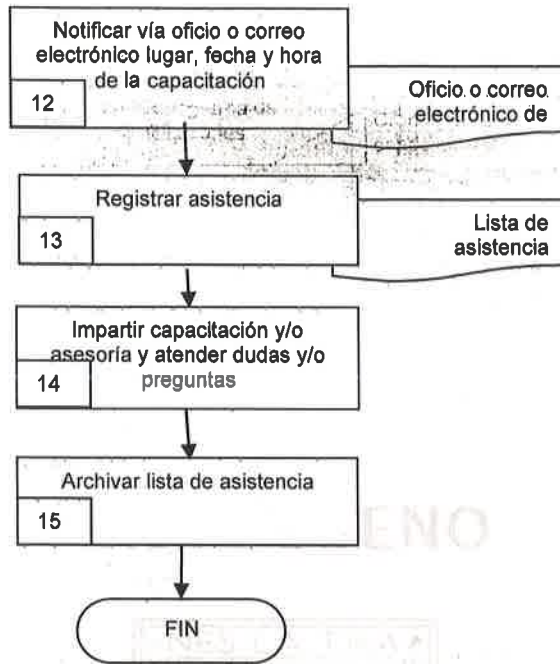 Notificar vía oficio o correo
electrónico lugar, fecha y hora
de la capacitación
12
Oficio o correo
electrónico de
Registrar asistencia
13
Lista de
asistencia
Impartir capacitación y/o
asesoría y atender dudas y/o
preguntas
14
Archivar lista de asistencia
15
ENO
FIN